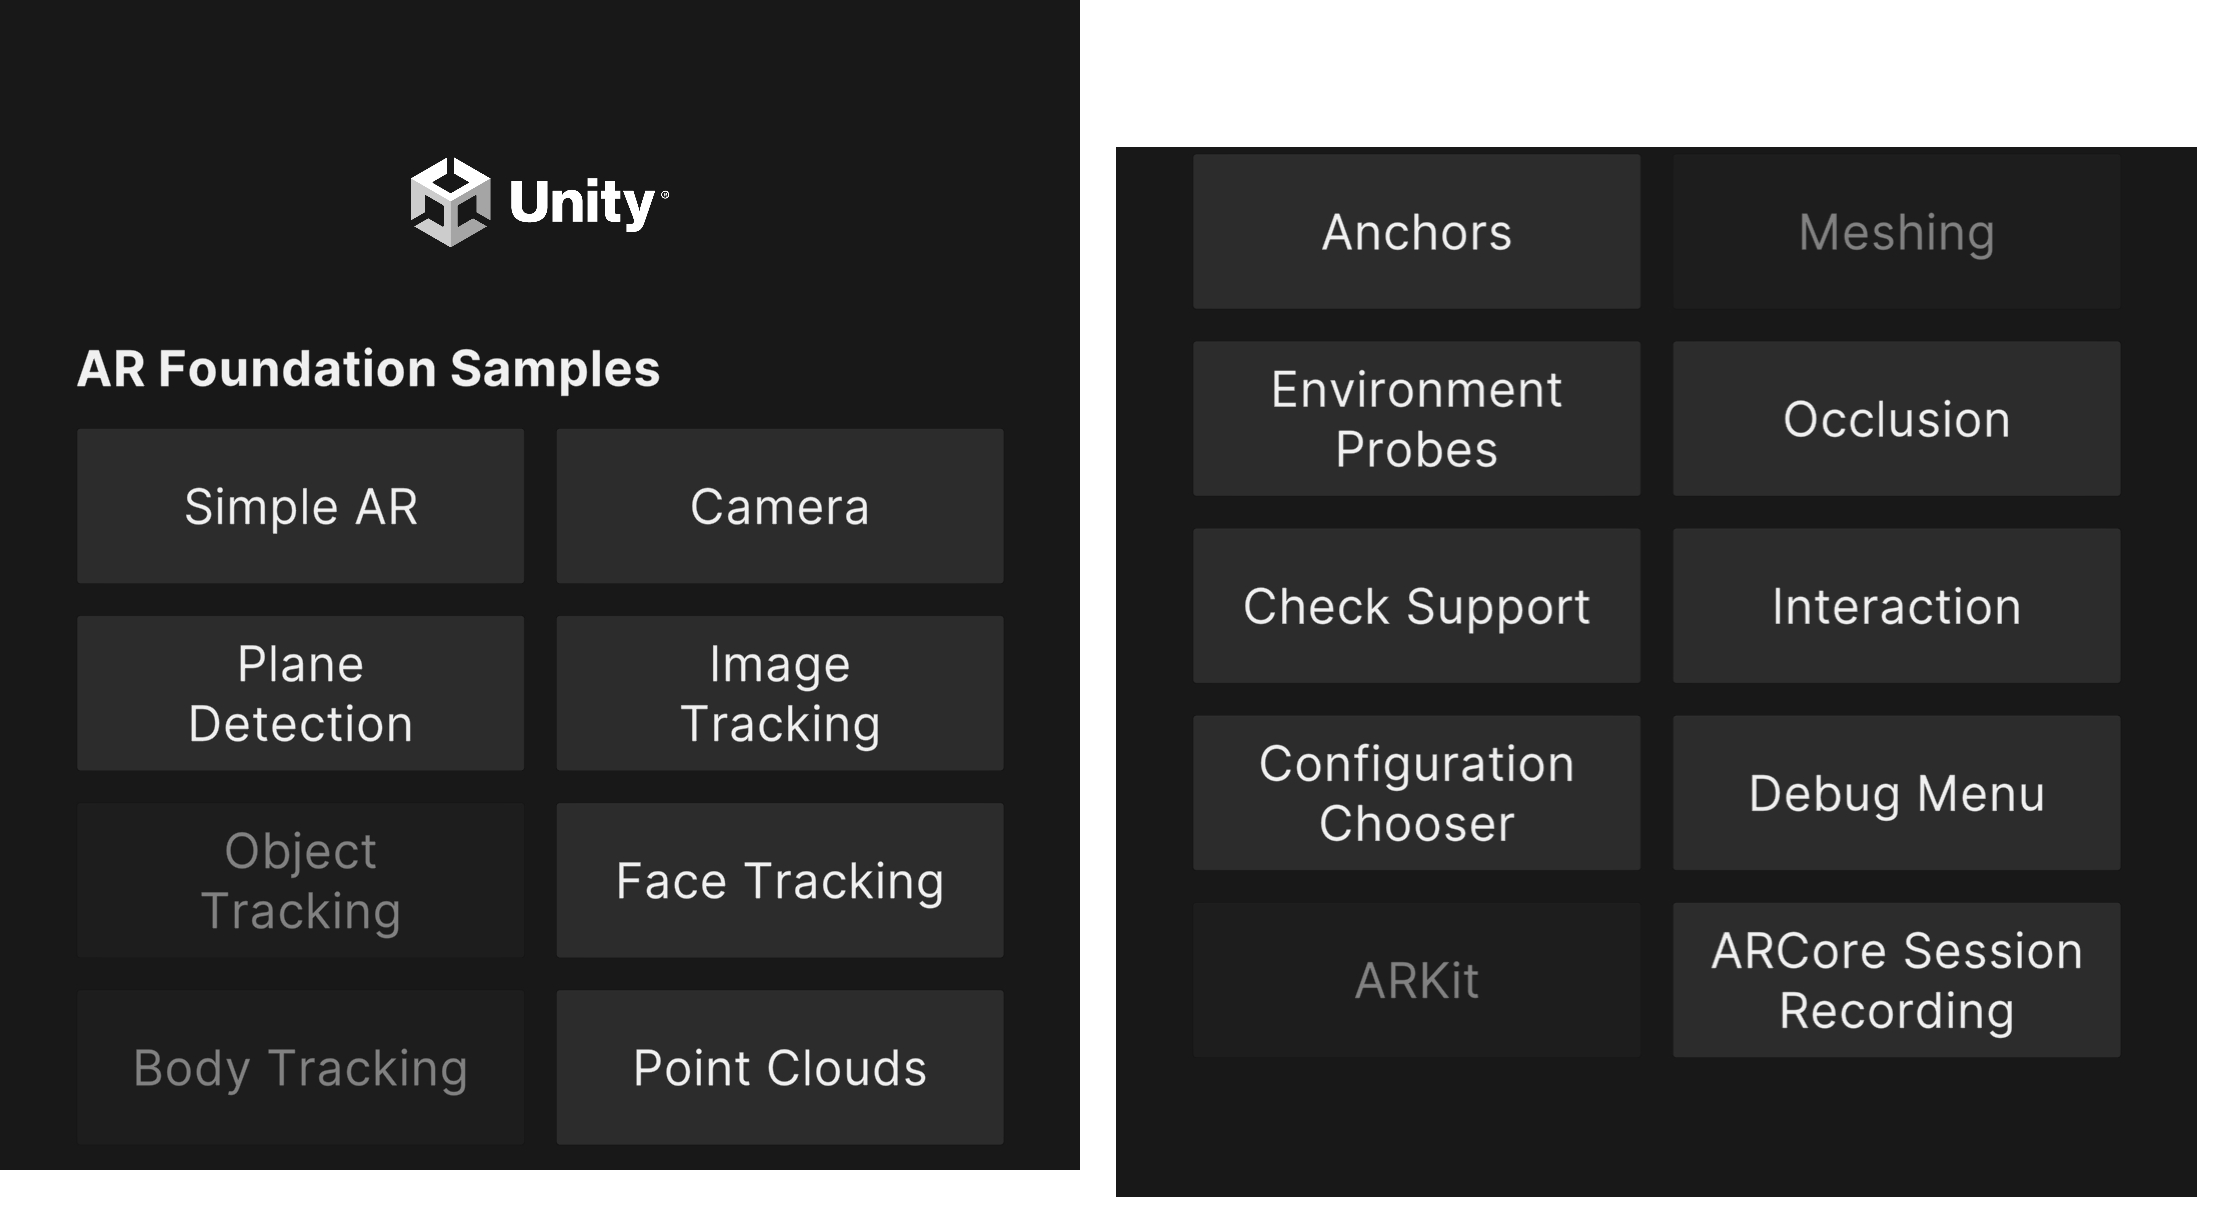 Unity®
AR Foundation Samples
Simple AR
Camera
Plane
Detection
Image
Tracking
Object
Tracking
Face Tracking
Body Tracking
Point Clouds
Anchors
Meshing
Environment
Probes
Occlusion
Check Support
Interaction
Configuration
Chooser
Debug Menu
ARKit
ARCore Session
Recording